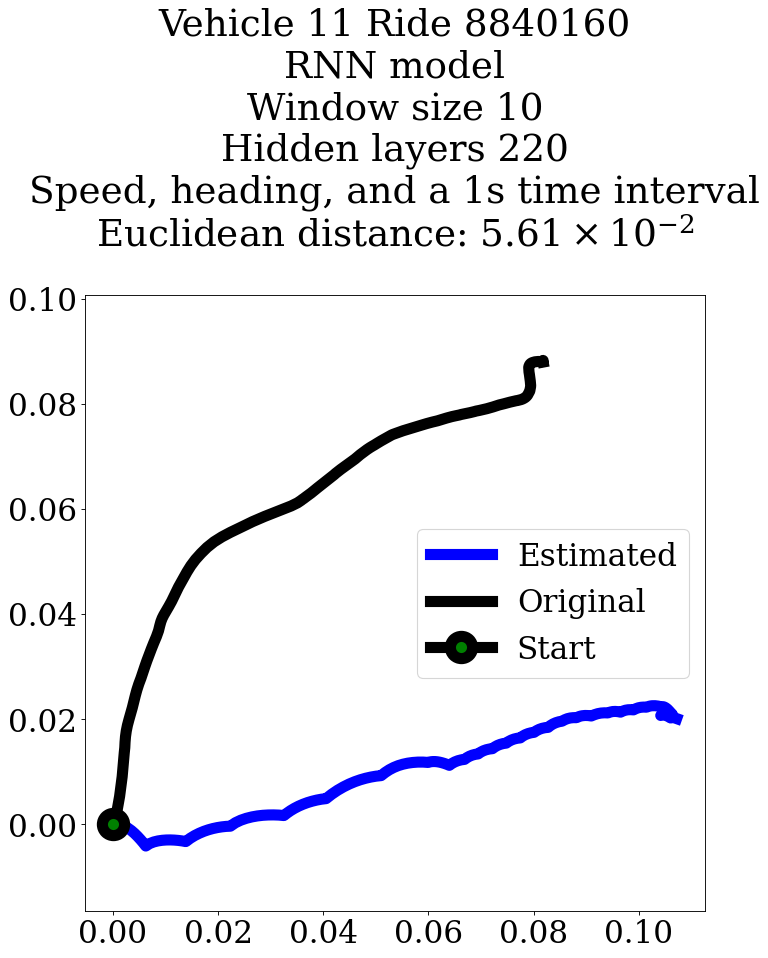 Vehicle 11 Ride 8840160
RNN model
Window size 10
Hidden layers 220
Speed, heading, and a 1s time interval
Euclidean distance: 5.61 × 10⁻²
0.10
0.08
0.06
0.04
0.02
0.00
Estimated
Original
Start
0.00 0.02 0.04 0.06 0.08 0.10